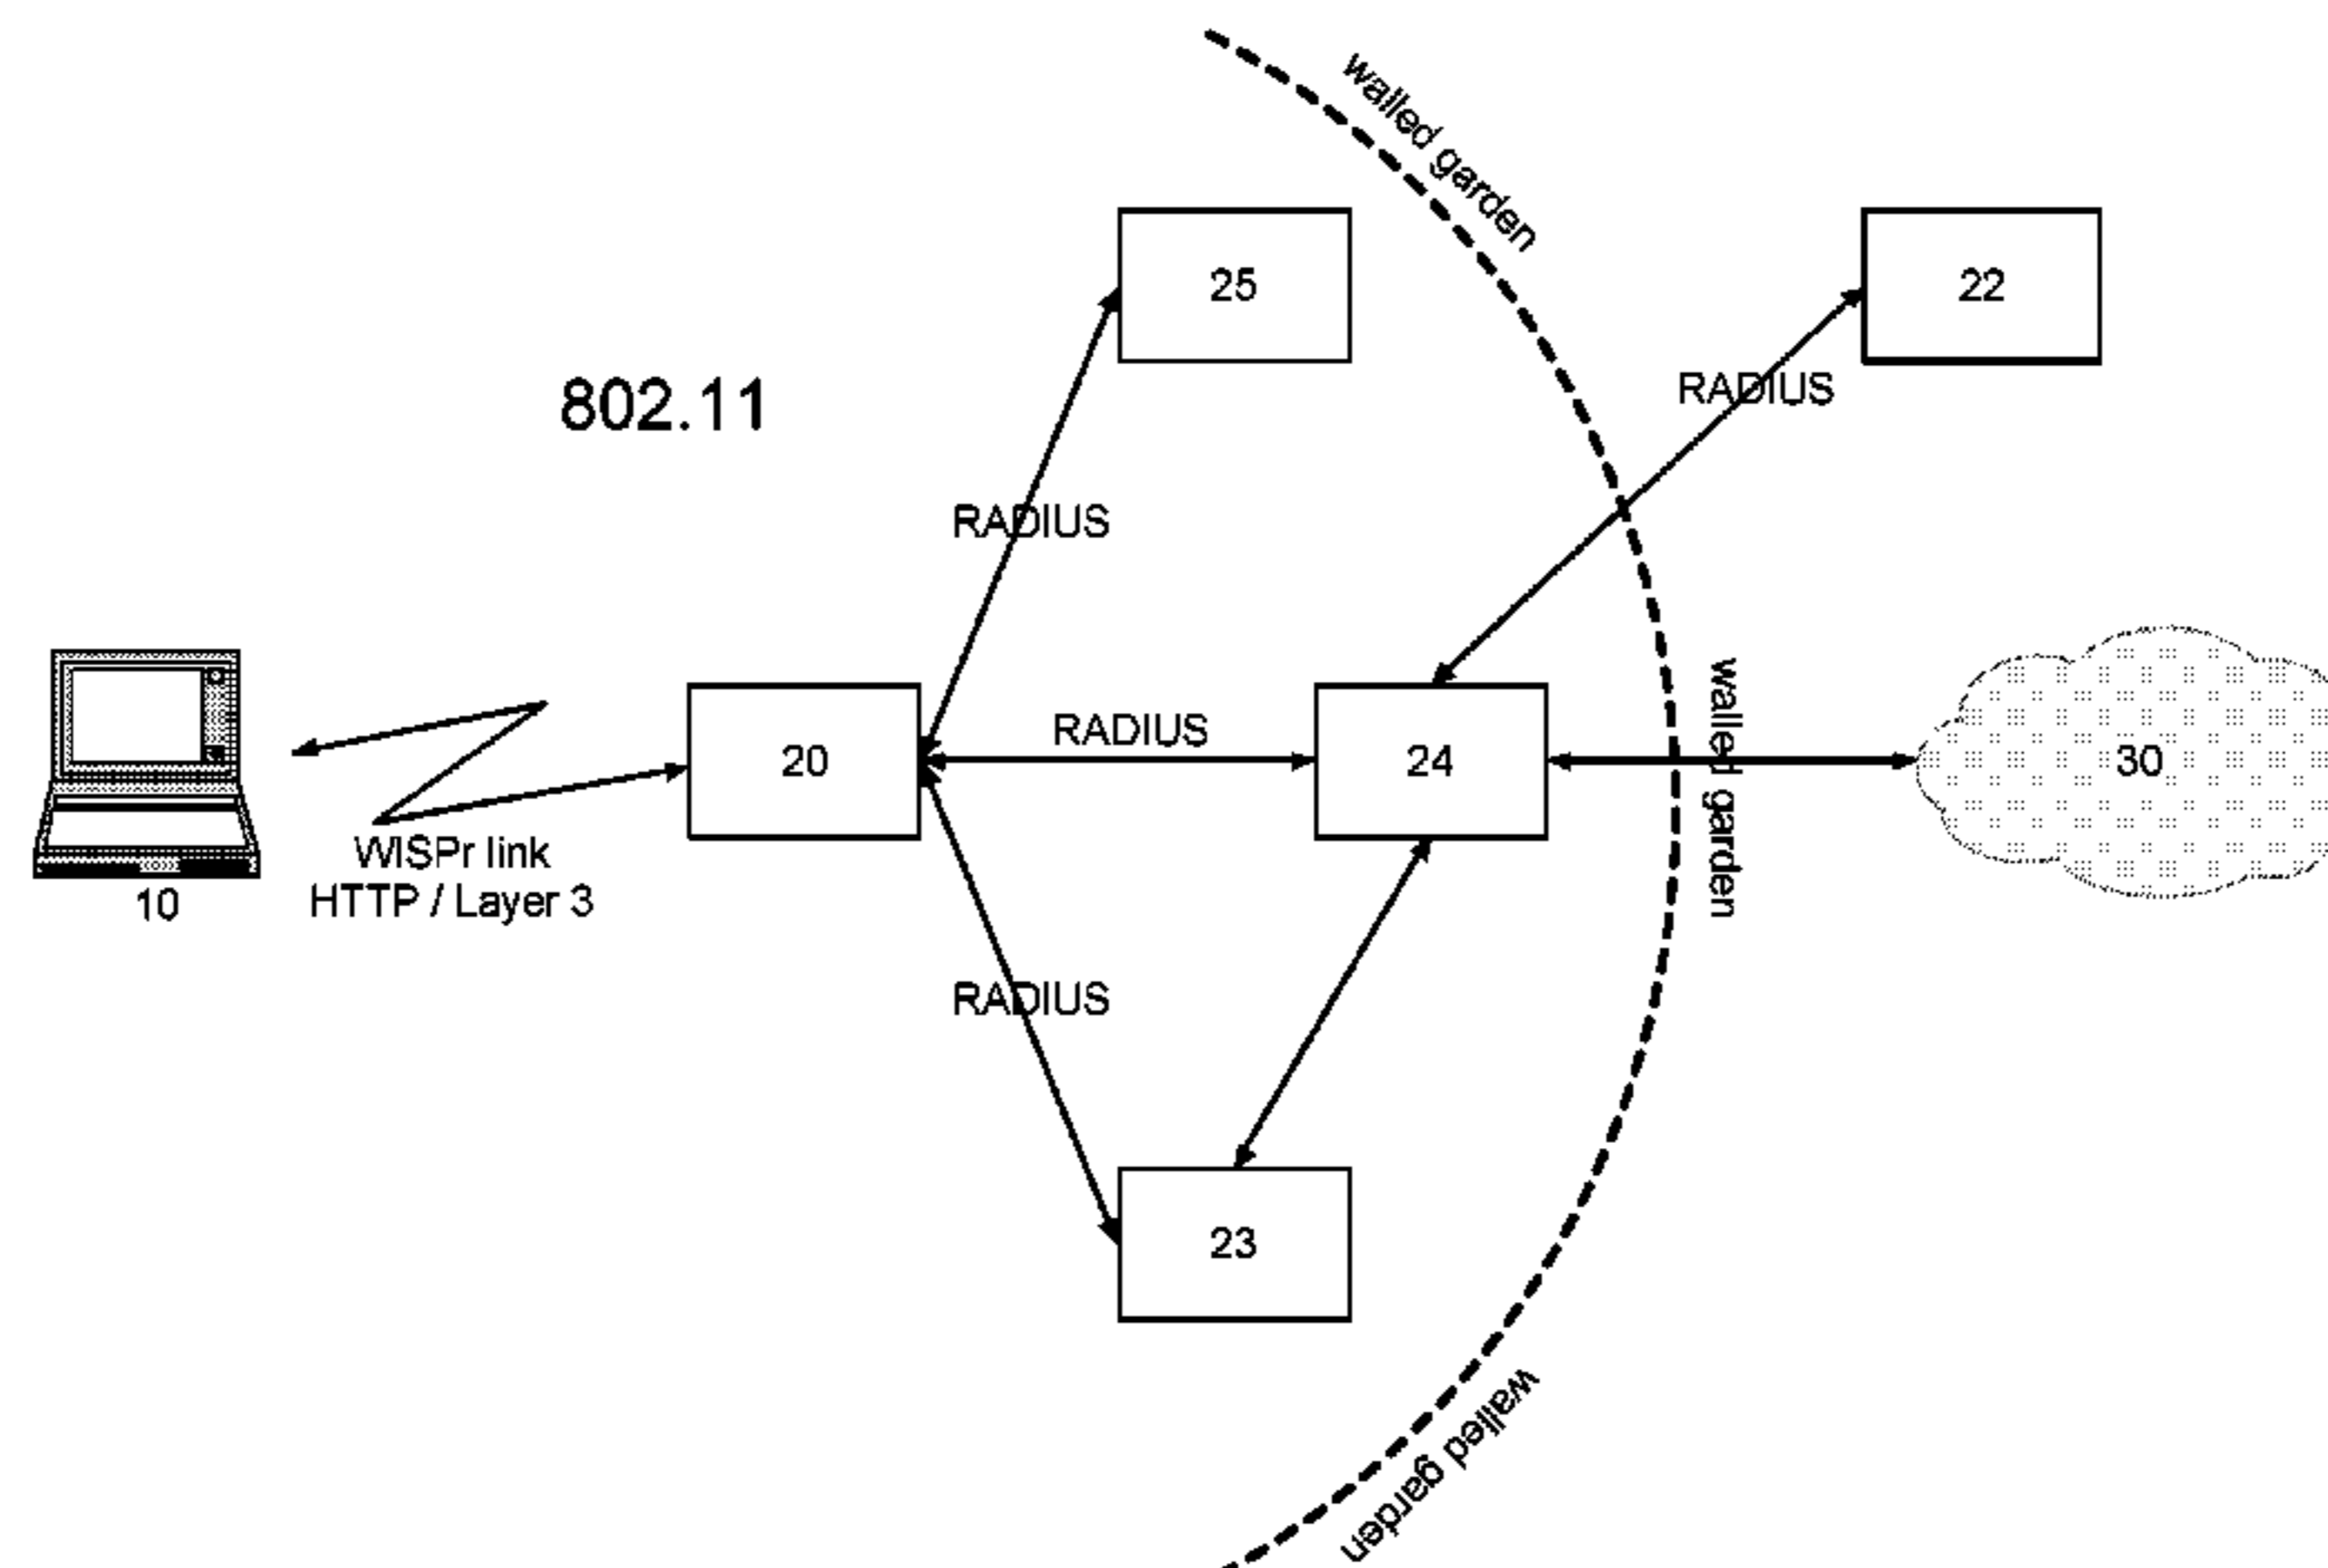 walled garden
25
22
802.11
RADIUS
RADIUS
20
RADIUS
24
walled garden
30
WISPr link
HTTP / Layer 3
10
RADIUS
23
walled garden